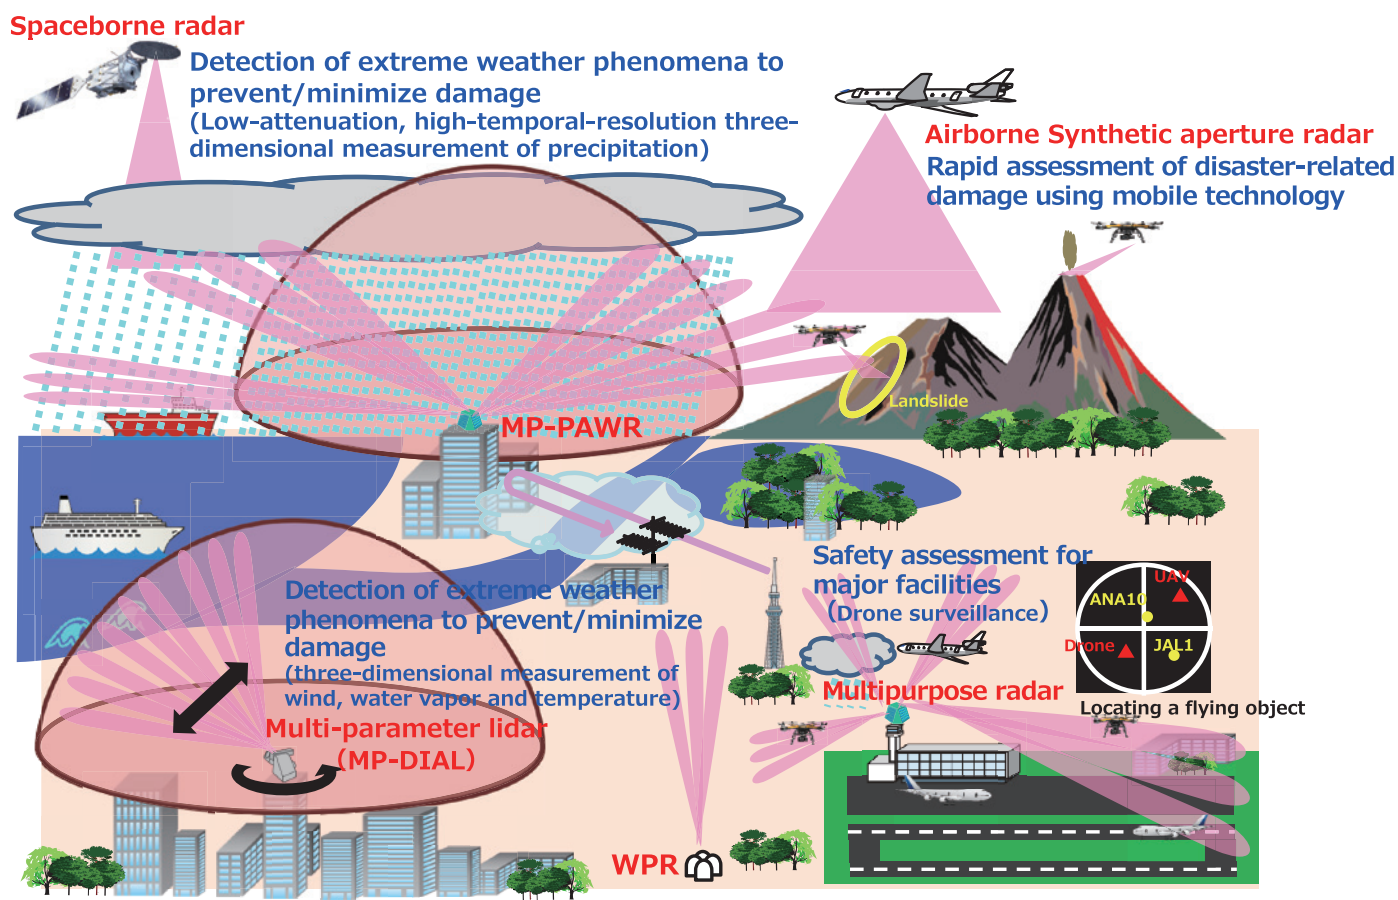 Spaceborne radar
Detection of extreme weather phenomena to
prevent/minimize damage
(Low-attenuation, high-temporal-resolution three-
dimensional measurement of precipitation)
Airborne Synthetic aperture radar
Rapid assessment of disaster-related
damage using mobile technology
Landslide
MP-PAWR
Safety assessment for
major facilities
(Drone surveillance)
UAV
ANA10
Drone
JAL1
Locating a flying object
Detection of extreme weather
phenomena to prevent/minimize
damage
(three-dimensional measurement of
wind, water vapor and temperature)
Multi-parameter lidar
(MP-DIAL)
Multipurpose radar
WPR